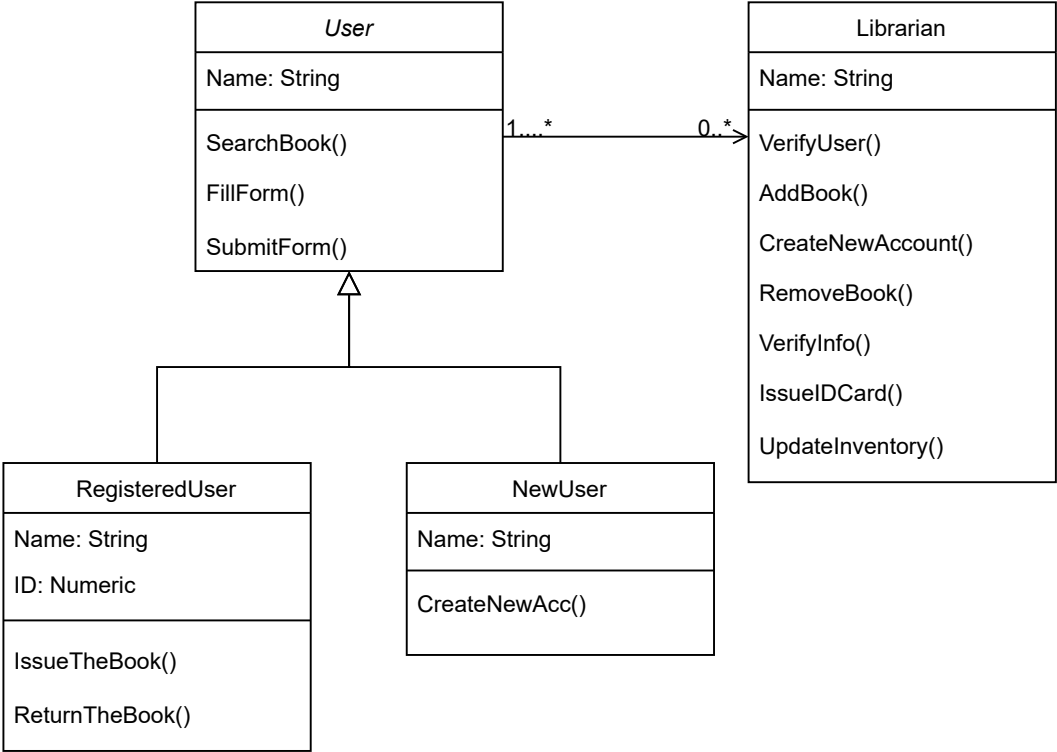 User
Name: String
SearchBook()
FillForm()
SubmitForm()
1....*
0..*
Librarian
Name: String
VerifyUser()
AddBook()
CreateNewAccount()
RemoveBook()
VerifyInfo()
IssueIDCard()
UpdateInventory()
RegisteredUser
Name: String
ID: Numeric
IssueTheBook()
ReturnTheBook()
NewUser
Name: String
CreateNewAcc()